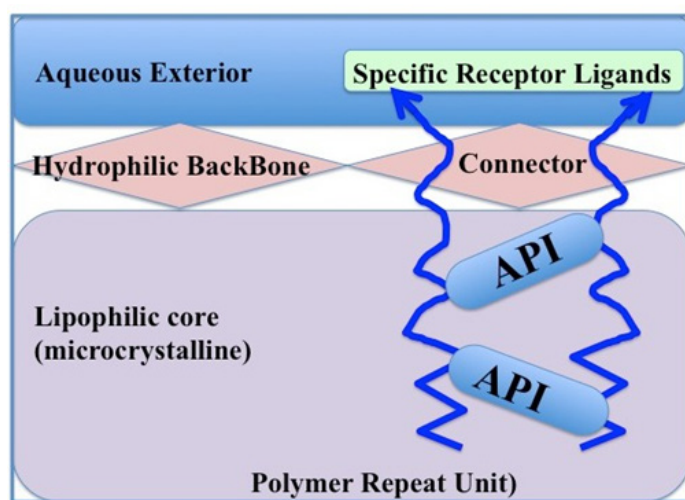 Aqueous Exterior
Specific Receptor Ligands
Hydrophilic BackBone
Connector
API
Lipophilic core
(microcrystalline)
API
Polymer Repeat Unit)